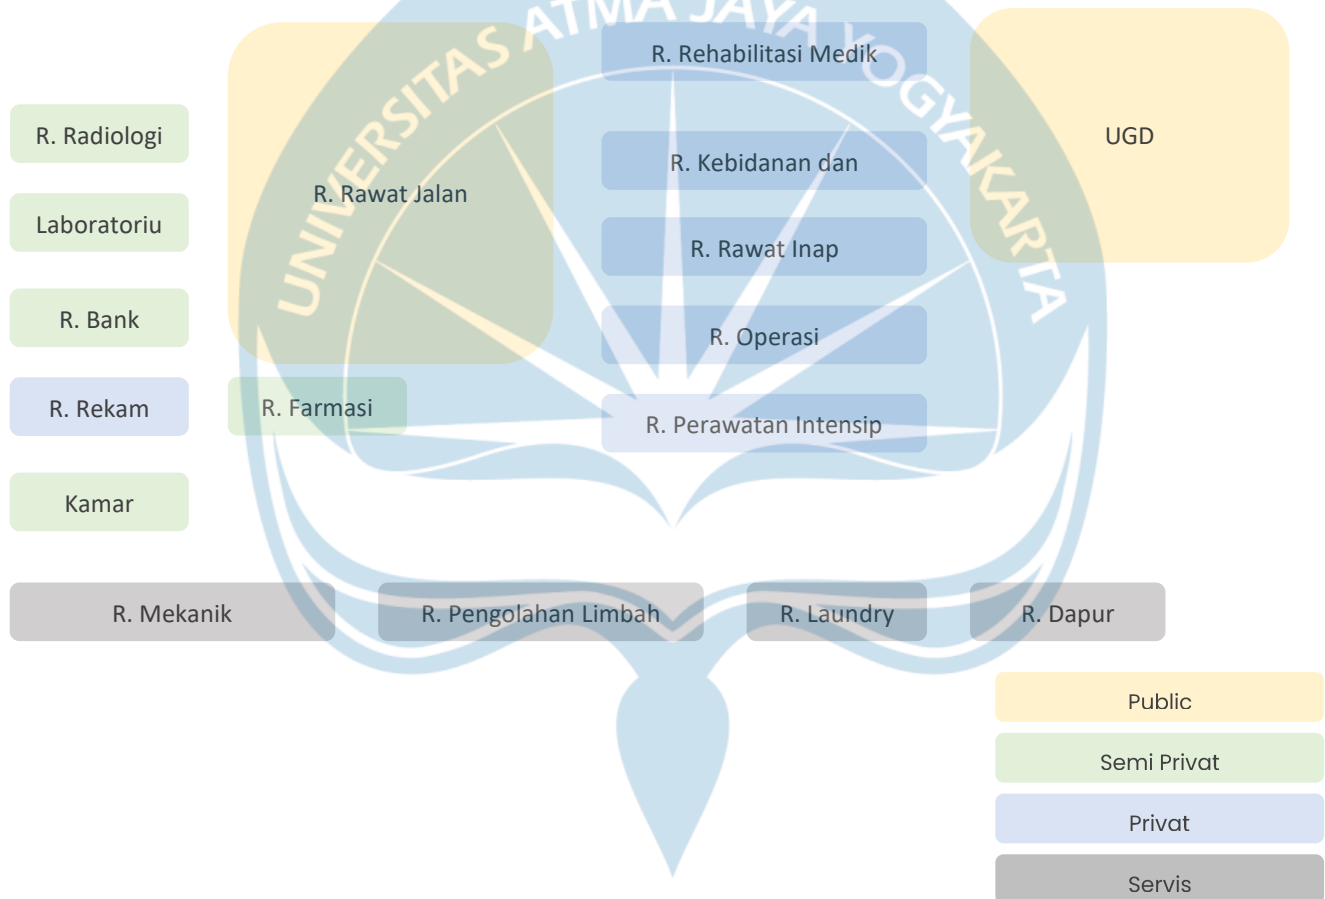 UNIVERSITAS ATMA JAYA YOGYAKARTA
R. Rehabilitasi Medik
UGD
R. Radiologi
R. Kebidanan dan
R. Rawat Jalan
Laboratoriu
R. Rawat Inap
R. Bank
R. Operasi
R. Rekam
R. Farmasi
R. Perawatan Intensip
Kamar
R. Mekanik
R. Pengolahan Limbah
R. Laundry
R. Dapur
Public
Semi Privat
Privat
Servis